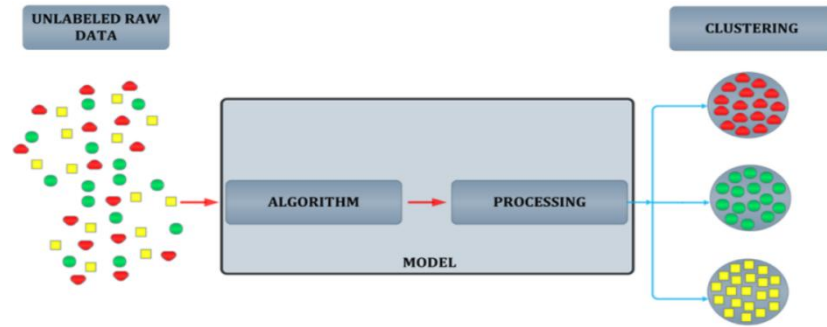 UNLABELED RAW
DATA
CLUSTERING
ALGORITHM
PROCESSING
MODEL